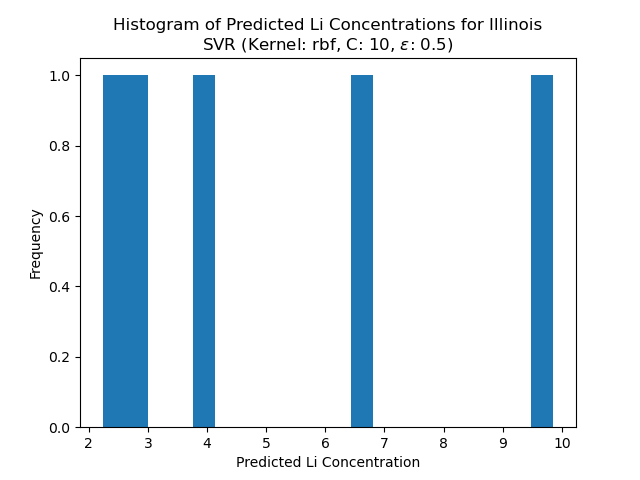 Histogram of Predicted Li Concentrations for Illinois
SVR (Kernel: rbf, C: 10, ε: 0.5)
1.0
0.8
0.6
0.4
0.2
0.0
Frequency
2 3 4 5 6 7 8 9 10
Predicted Li Concentration